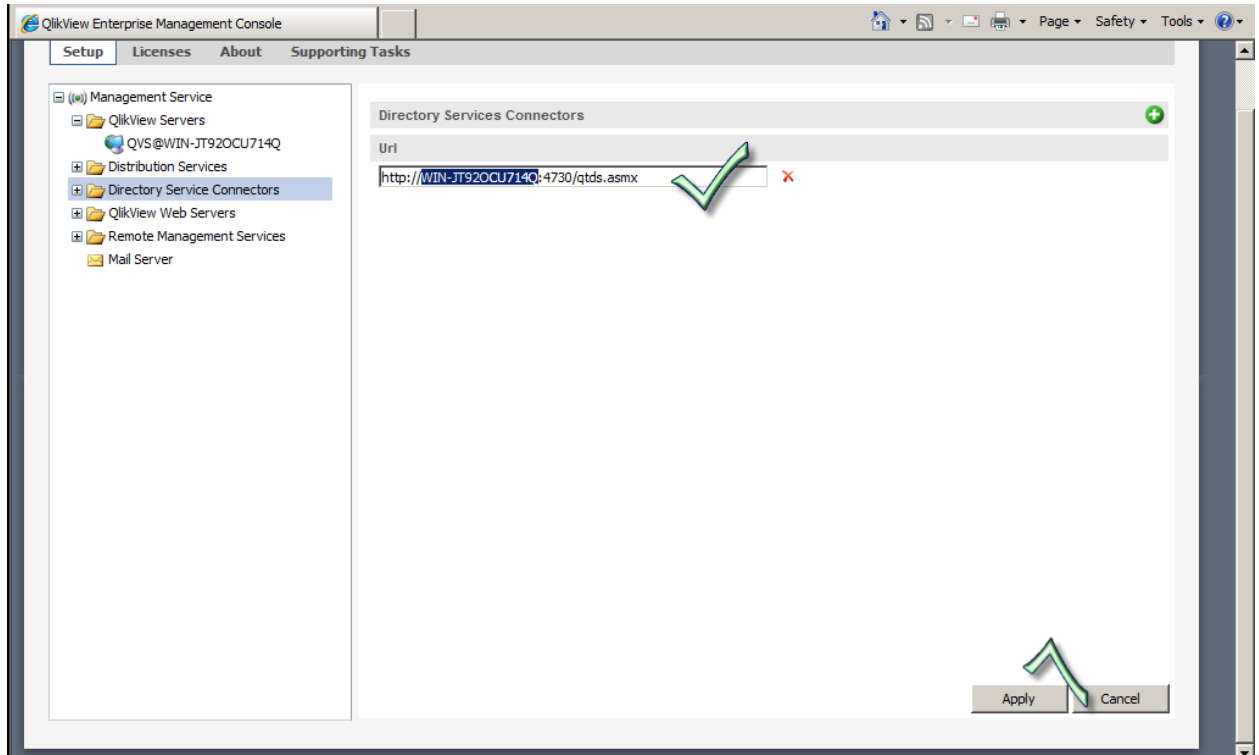 QlikView Enterprise Management Console
Page Safety Tools
Setup Licenses About Supporting Tasks
Management Service
QlikView Servers
QVS@WIN-JT92OCU714Q
Distribution Services
Directory Service Connectors
QlikView Web Servers
Remote Management Services
Mail Server
Directory Services Connectors
Url
http://WIN-JT92OCU714Q:4730/qtds.asmx
Apply Cancel